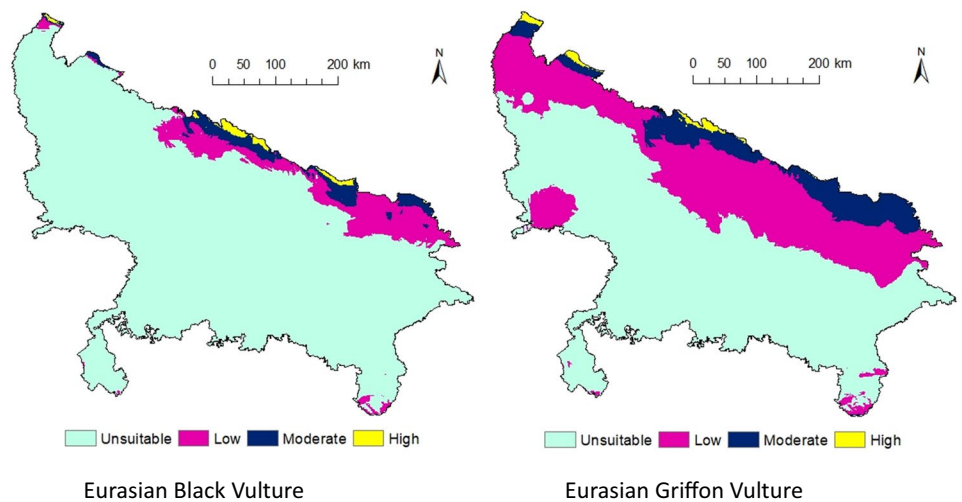 N
0 50 100 200 km
Unsuitable Low Moderate High
Eurasian Black Vulture
N
0 50 100 200 km
Unsuitable Low Moderate High
Eurasian Griffon Vulture